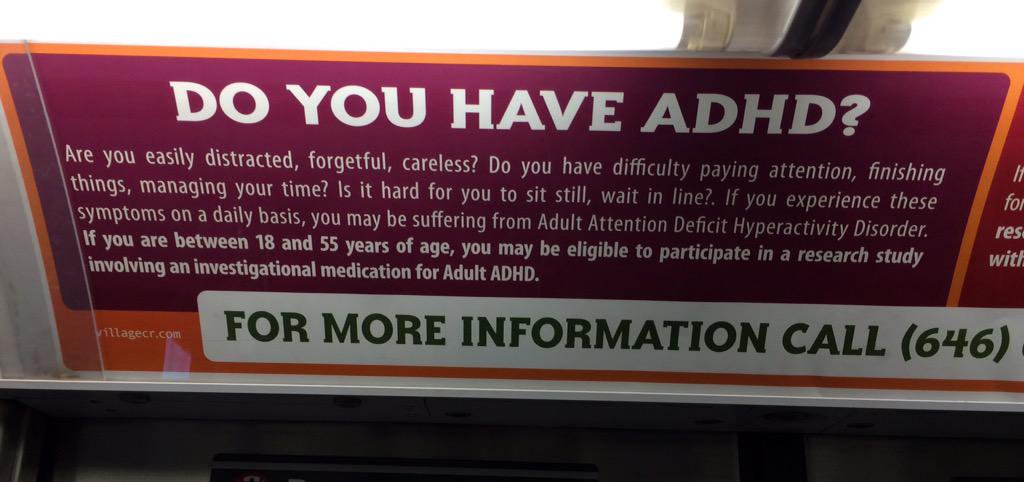 DO YOU HAVE ADHD?
Are you easily distracted, forgetful, careless? Do you have difficulty paying attention, finishing
things, managing your time? Is it hard for you to sit still, wait in line?. If you experience these
symptoms on a daily basis, you may be suffering from Adult Attention Deficit Hyperactivity Disorder.
If you are between 18 and 55 years of age, you may be eligible to participate in a research study
involving an investigational medication for Adult ADHD.
villagecr.com
FOR MORE INFORMATION CALL (646)